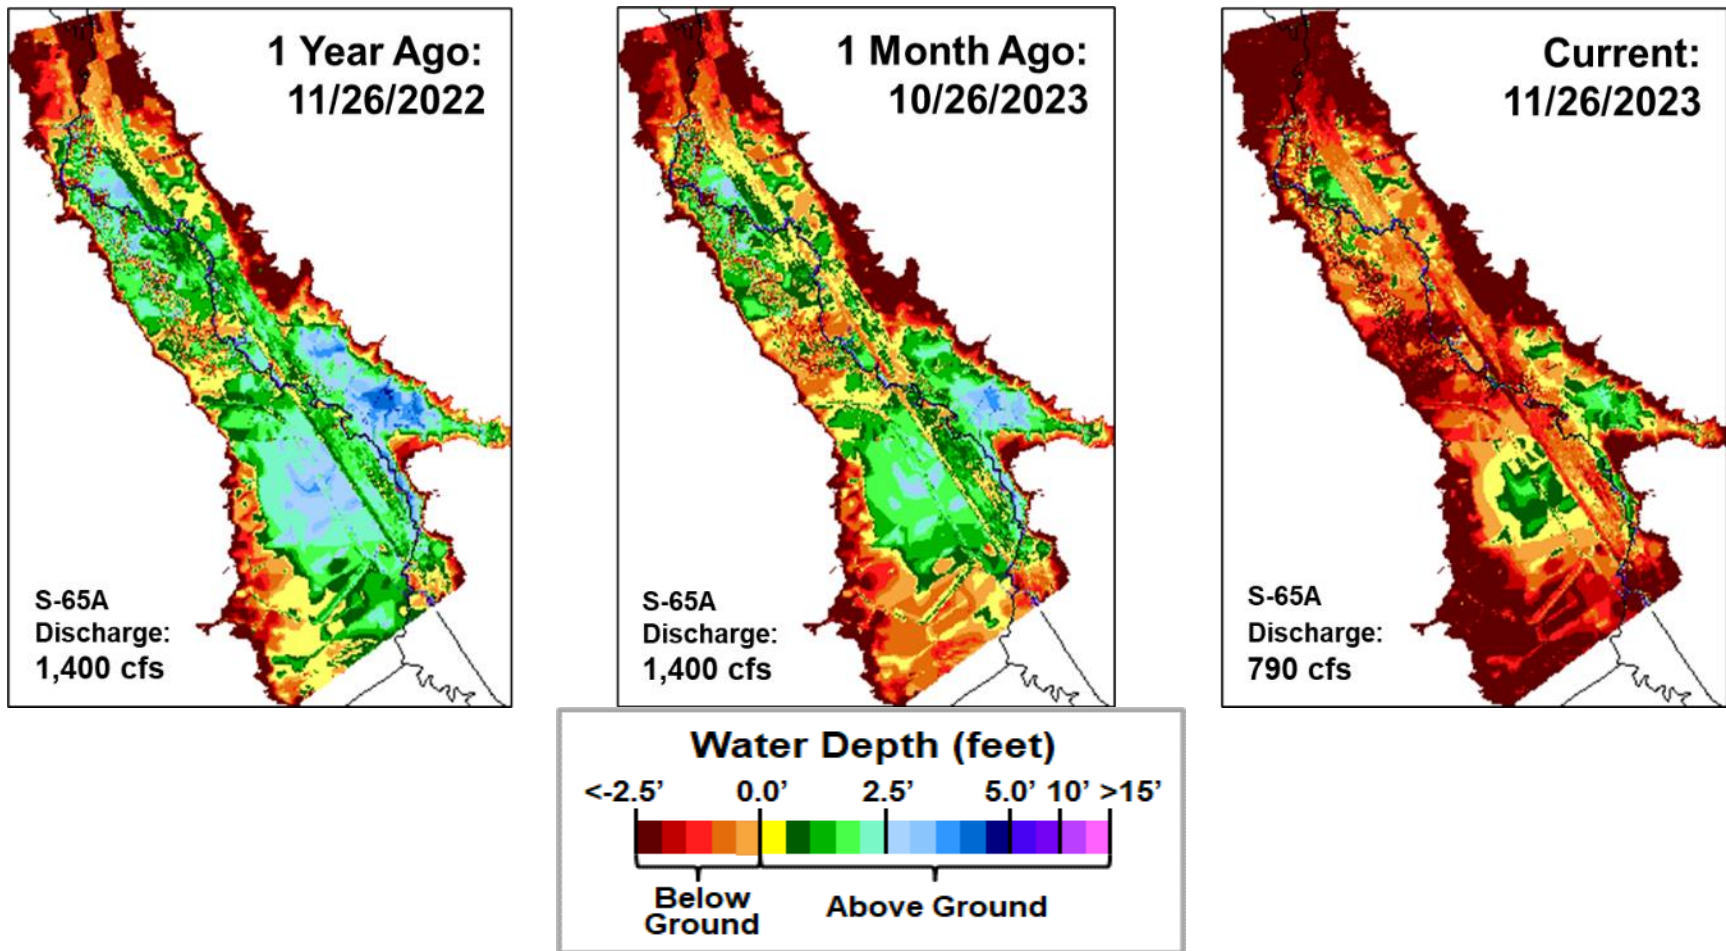 1 Year Ago:
11/26/2022
S-65A
Discharge:
1,400 cfs
1 Month Ago:
10/26/2023
S-65A
Discharge:
1,400 cfs
Current:
11/26/2023
S-65A
Discharge:
790 cfs
Water Depth (feet)
<-2.5’ 0.0’ 2.5’ 5.0’ 10’ >15’
Below
Ground
Above Ground